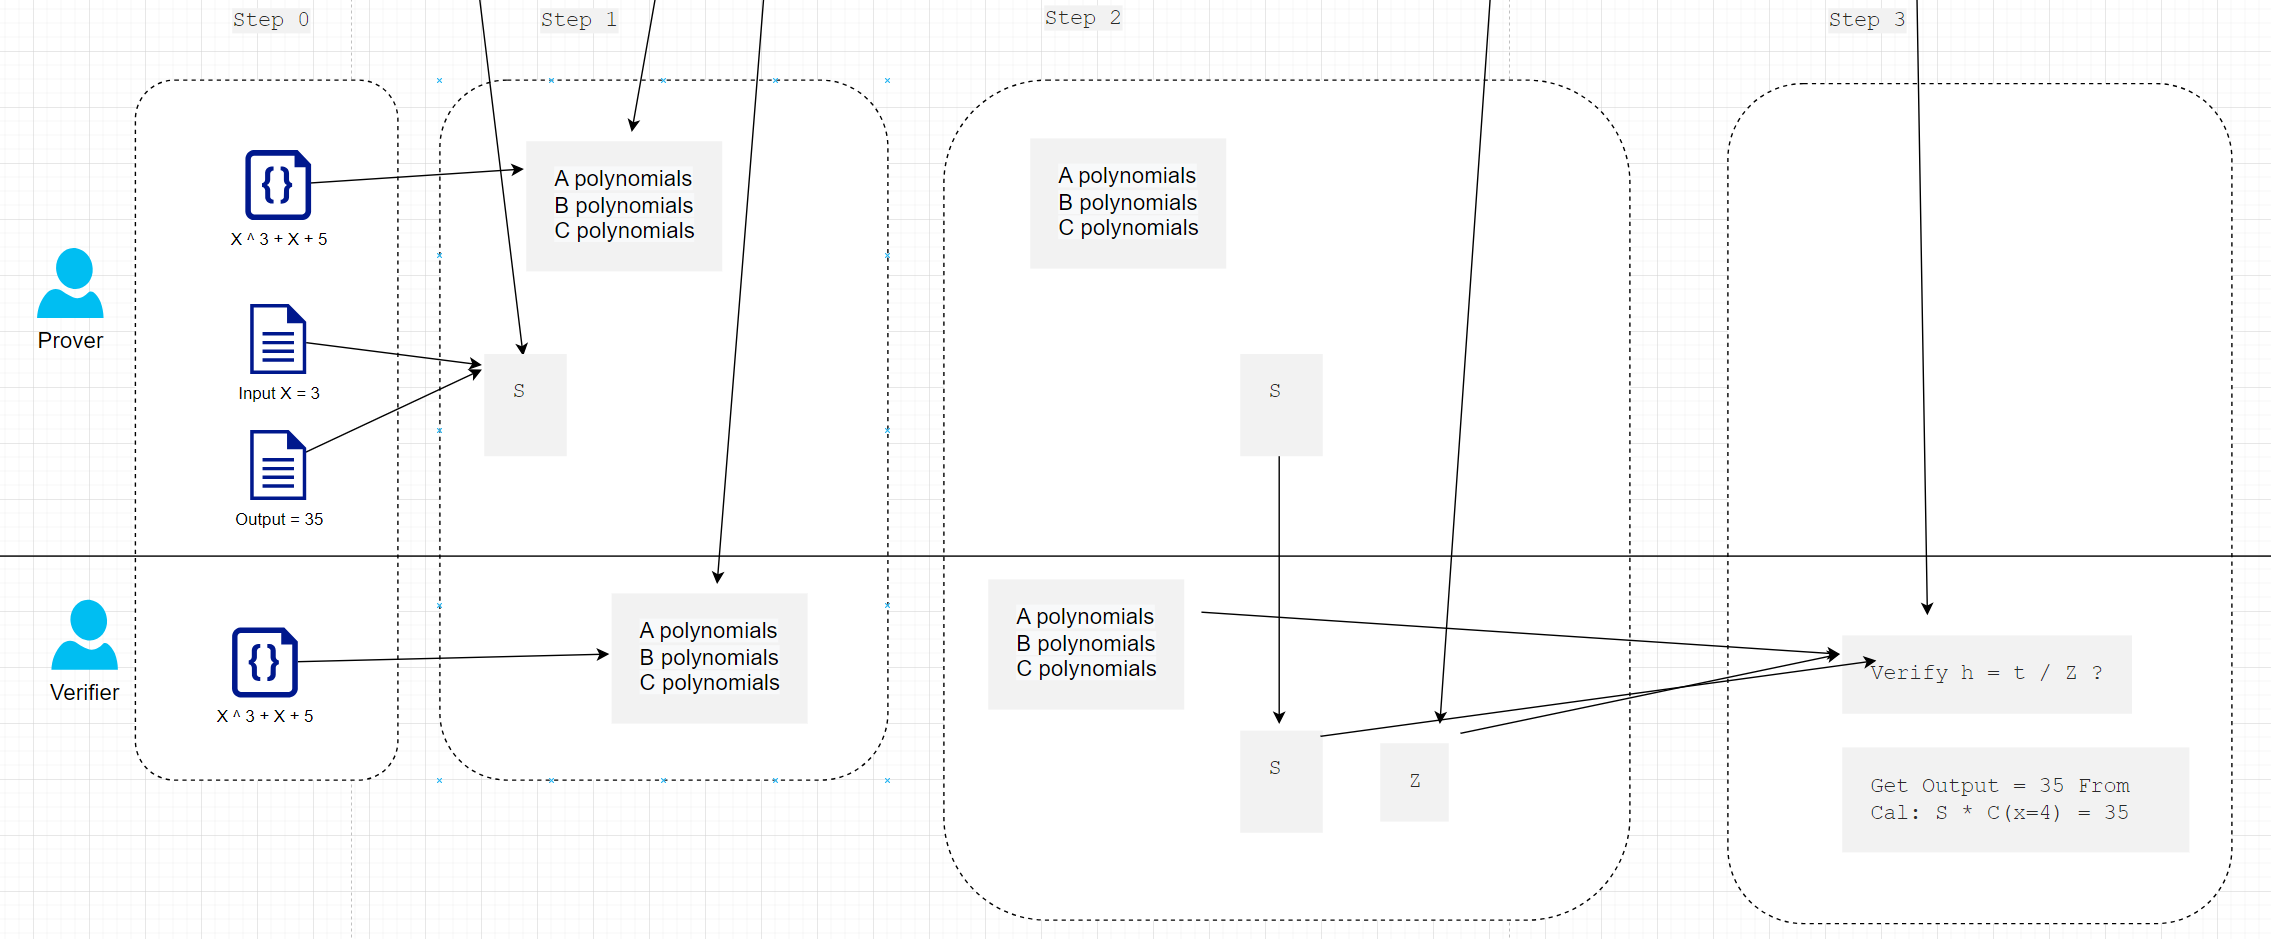 Step 0
Step 1
Step 2
Step 3
X ^ 3 + X + 5
Prover
Input X = 3
Output = 35
A polynomials
B polynomials
C polynomials
S
A polynomials
B polynomials
C polynomials
S
Verifier
X ^ 3 + X + 5
A polynomials
B polynomials
C polynomials
A polynomials
B polynomials
C polynomials
S
Z
Verify h = t / Z ?
Get Output = 35 From
Cal: S * C(x=4) = 35